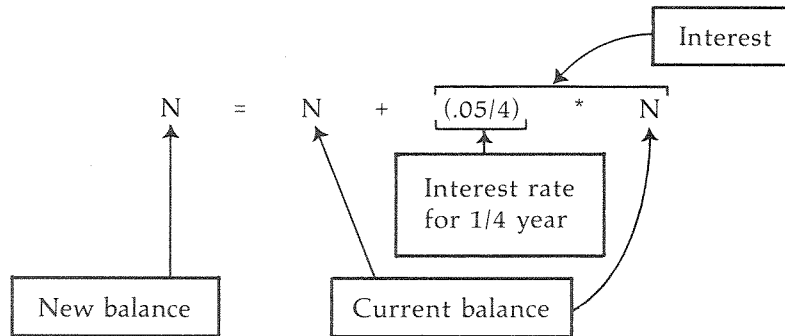 Interest
N = N + (.05/4) * N
Interest rate
for 1/4 year
New balance
Current balance